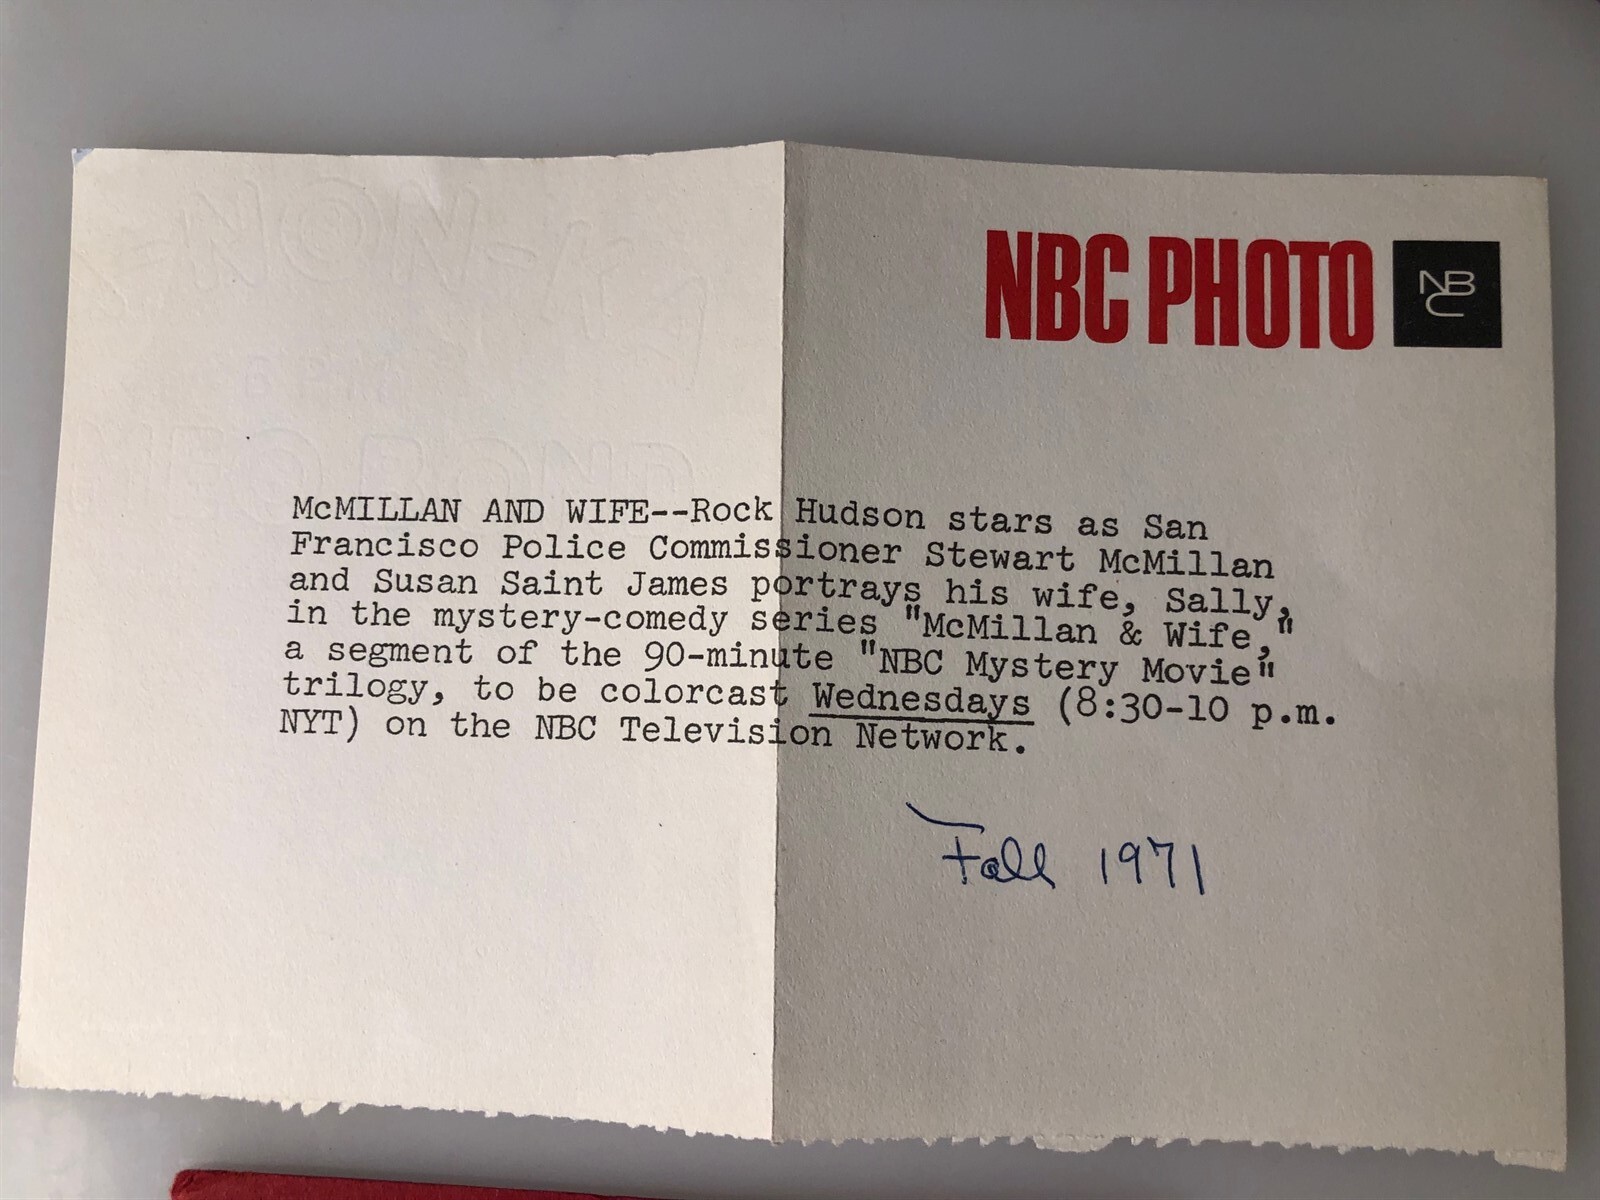 NBC PHOTO NBC
McMILLAN AND WIFE--Rock Hudson stars as San
Francisco Police Commissioner Stewart McMillan
and Susan Saint James portrays his wife, Sally,
in the mystery-comedy series "McMillan & Wife,"
a segment of the 90-minute "NBC Mystery Movie"
trilogy, to be colorcast Wednesdays (8:30-10 p.m.
NYT) on the NBC Television Network.
Fall 1971